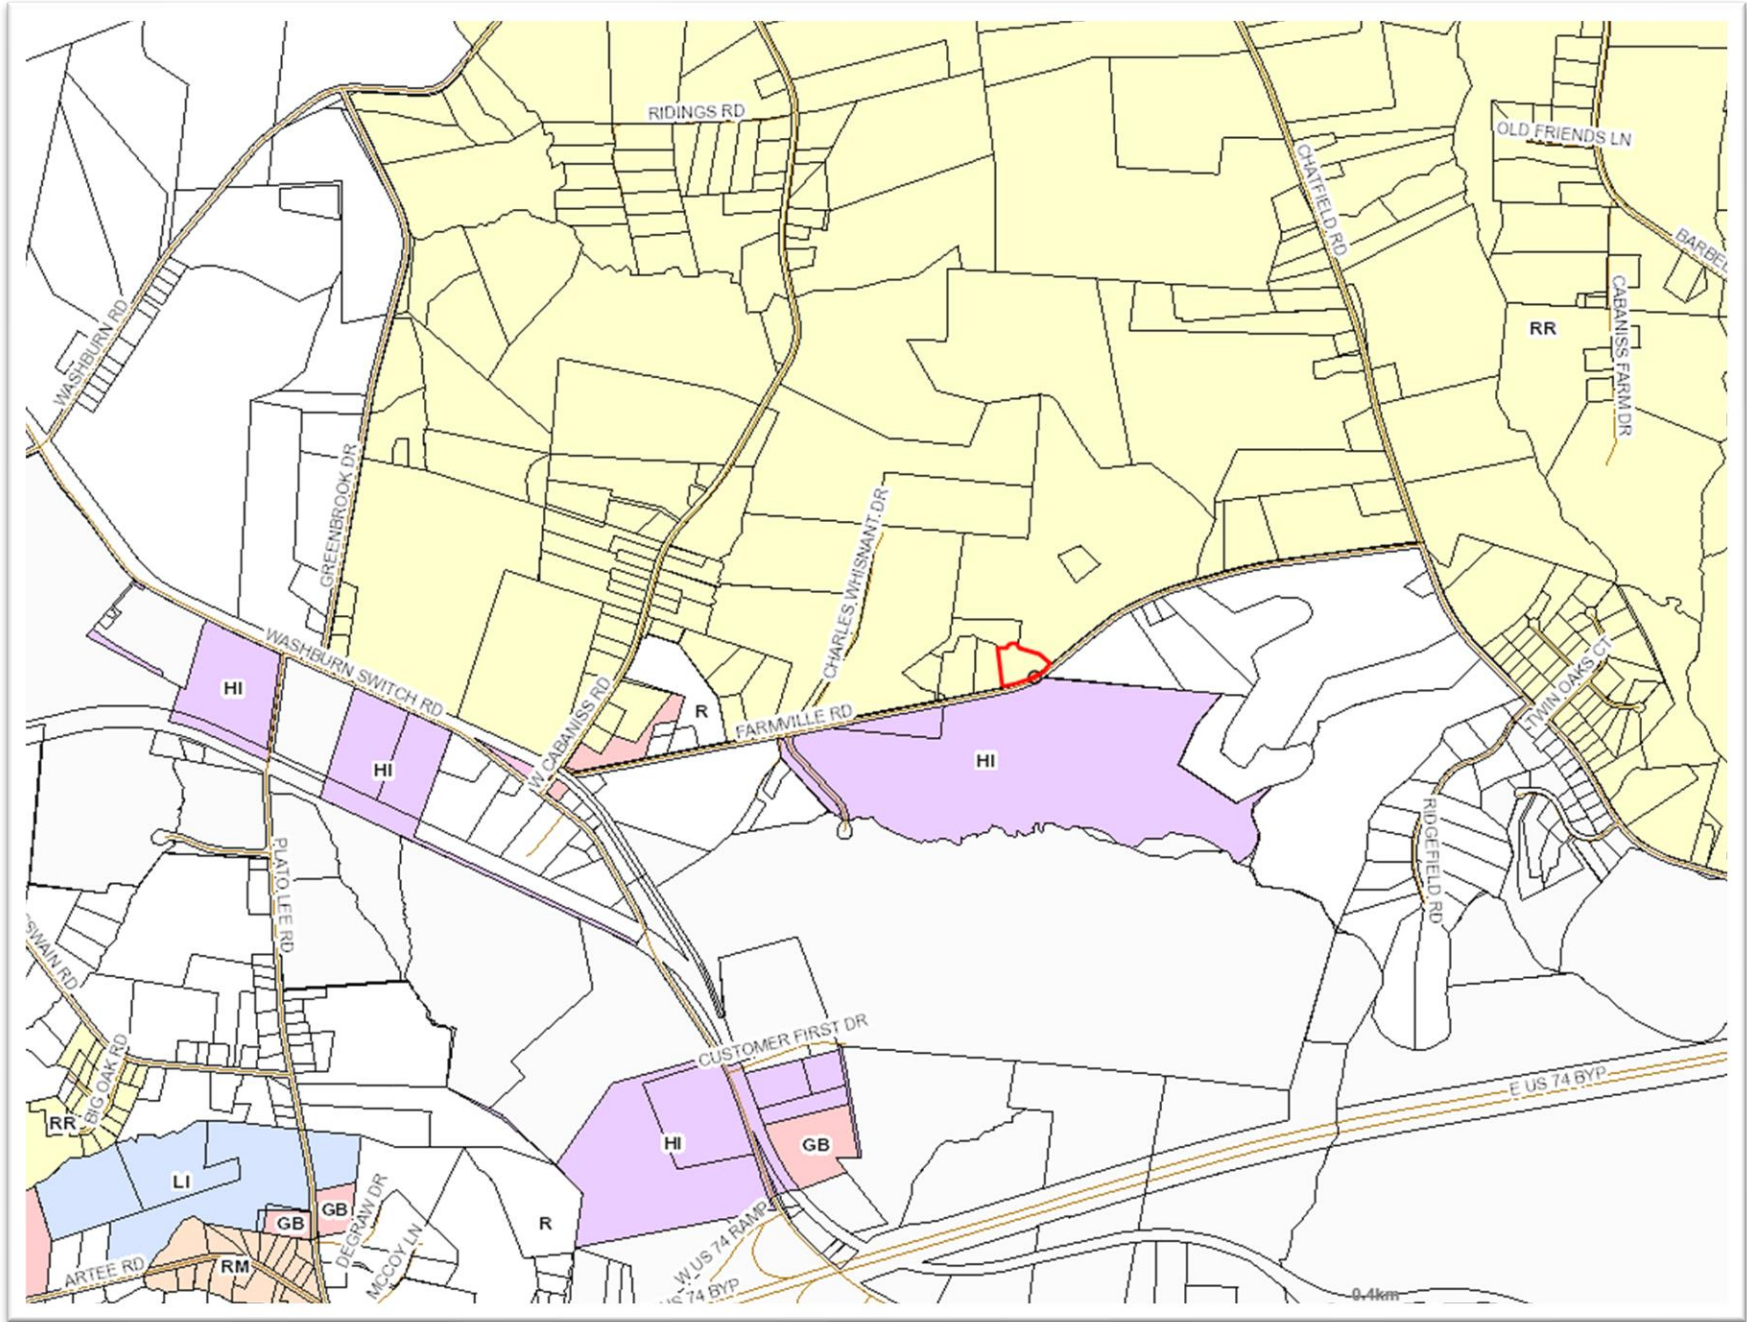 RIDINGS RD
OLD FRIENDS LN
CHATFIELD RD
WASHBURN RD
CABANISS FARM DR
RR
GREENBROOK DR
CHARLES WHISNANT DR
WASHBURN SWITCH RD
HI
TWIN OAKS CT
W CABANISS RD
R
FARMVILLE RD
HI
HI
RIDGEFIELD RD
PLATO LEE RD
SWAIN RD
CUSTOMER FIRST DR
BIG OAK RD
E US 74 BYP
RR
HI
GB
LI
GB
GB
R
DEGRAW DR
MCCOY LN
W US 74 RAMP
ARTEE RD
RM
US 74 BYP
0.4km